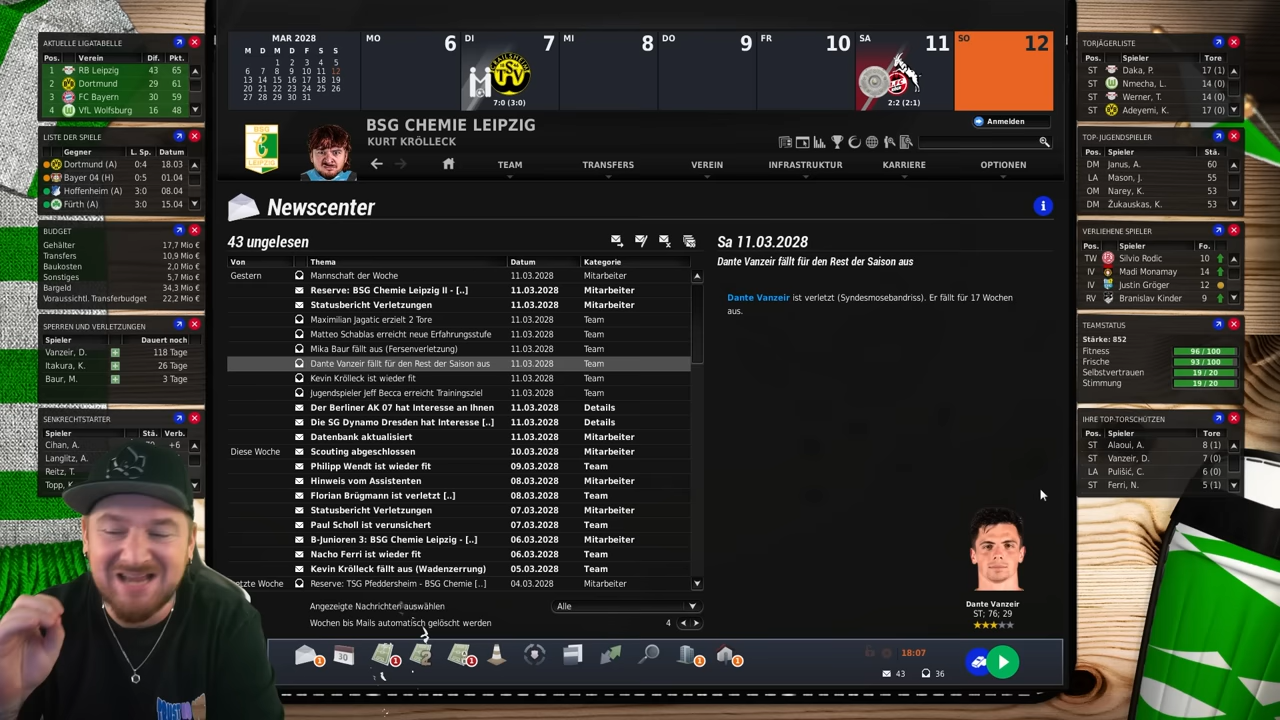 AKTUELLE LIGATABELLE
Pos. Verein Dif. Pkt.
1 RB Leipzig 43 65
2 Dortmund 29 61
3 FC Bayern 30 59
4 VfL Wolfsburg 16 48
LISTE DER SPIELE
Gegner L. Sp. Datum
Dortmund (A) 0:4 18.03
Bayer 04 (H) 0:5 01.04
Hoffenheim (A) 3:0 08.04
Fürth (A) 3:0 15.04
BUDGET
Gehälter 17,7 Mio €
Transfers 10,9 Mio €
Baukosten 2,0 Mio €
Sonstiges 5,7 Mio €
Bargeld 34,3 Mio €
Voraussichtl. Transferbudget 22,2 Mio €
SPERREN UND VERLETZUNGEN
Spieler Dauert noch
Vanzeir, D. 118 Tage
Itakura, K. 26 Tage
Baur, M. 3 Tage
SENKRECHTSTARTER
Spieler Stä. Verb.
Cihan, A. +6
Langlitz, A.
Reitz, T.
Topp,
MAR 2028
M D M D F S S
1 2 3 4 5
6 7 8 9 10 11 12
13 14 15 16 17 18 19
20 21 22 23 24 25 26
27 28 29 30 31
MO 6
DI 7
7:0 (3:0)
MI 8
DO 9
FR 10
SA 11
2:2 (2:1)
SO 12
BSG CHEMIE LEIPZIG
KURT KRÖLLECK
Anmelden
TEAM TRANSFERS VEREIN INFRASTRUKTUR KARRIERE OPTIONEN
Newscenter
43 ungelesen
Von Thema Datum Kategorie
Gestern Mannschaft der Woche 11.03.2028 Mitarbeiter
Reserve: BSG Chemie Leipzig II - [..] 11.03.2028 Mitarbeiter
Statusbericht Verletzungen 11.03.2028 Mitarbeiter
Maximilian Jagatic erzielt 2 Tore 11.03.2028 Team
Matteo Schablas erreicht neue Erfahrungsstufe 11.03.2028 Team
Mika Baur fällt aus (Fersenverletzung) 11.03.2028 Team
Dante Vanzeir fällt für den Rest der Saison aus 11.03.2028 Team
Kevin Krölleck ist wieder fit 11.03.2028 Team
Jugendspieler Jeff Becca erreicht Trainingsziel 11.03.2028 Team
Der Berliner AK 07 hat Interesse an Ihnen 11.03.2028 Details
Die SG Dynamo Dresden hat Interesse [..] 11.03.2028 Details
Datenbank aktualisiert 11.03.2028 Mitarbeiter
Diese Woche Scouting abgeschlossen 10.03.2028 Mitarbeiter
Philipp Wendt ist wieder fit 09.03.2028 Team
Hinweis vom Assistenten 08.03.2028 Mitarbeiter
Florian Brügmann ist verletzt [..] 08.03.2028 Team
Statusbericht Verletzungen 07.03.2028 Mitarbeiter
Paul Scholl ist verunsichert 07.03.2028 Team
B-Junioren 3: BSG Chemie Leipzig - [..] 06.03.2028 Mitarbeiter
Nacho Ferri ist wieder fit 06.03.2028 Team
Kevin Krölleck fällt aus (Wadenzerrung) 05.03.2028 Team
Woche Reserve: TSG Pfeddersheim - BSG Chemie [..] 04.03.2028 Mitarbeiter
Angezeigte Nachrichten auswählen Alle
Wochen bis Mails automatisch gelöscht werden 4
Sa 11.03.2028
Dante Vanzeir fällt für den Rest der Saison aus
Dante Vanzeir ist verletzt (Syndesmosebandriss). Er fällt für 17 Wochen
aus.
Dante Vanzeir
ST; 76; 29
18:07
43 36
TORJÄGERLISTE
Pos. Spieler Tore
ST Daka, P. 17 (1)
ST Nmecha, L. 14 (0)
ST Werner, T. 14 (0)
ST Adeyemi, K. 17 (0)
TOP-JUGENDSPIELER
Pos. Spieler Stä.
DM Janus, A. 60
LA Mason, J. 55
OM Narey, K. 53
DM Žukauskas, K. 53
VERLIEHENE SPIELER
Pos. Spieler Fo.
TW Silvio Rodic 10
IV Madi Monamay 14
IV Justin Gröger 12
RV Branislav Kinder 9
TEAMSTATUS
Stärke: 852
Fitness 96 / 100
Frische 93 / 100
Selbstvertrauen 19 / 20
Stimmung 19 / 20
IHRE TOP-TORSCHÜTZEN
Pos. Spieler Tore
ST Alaoui, A. 8 (1)
ST Vanzeir, D. 7 (0)
LA Pulišić, C. 6 (0)
ST Ferri, N. 5 (1)